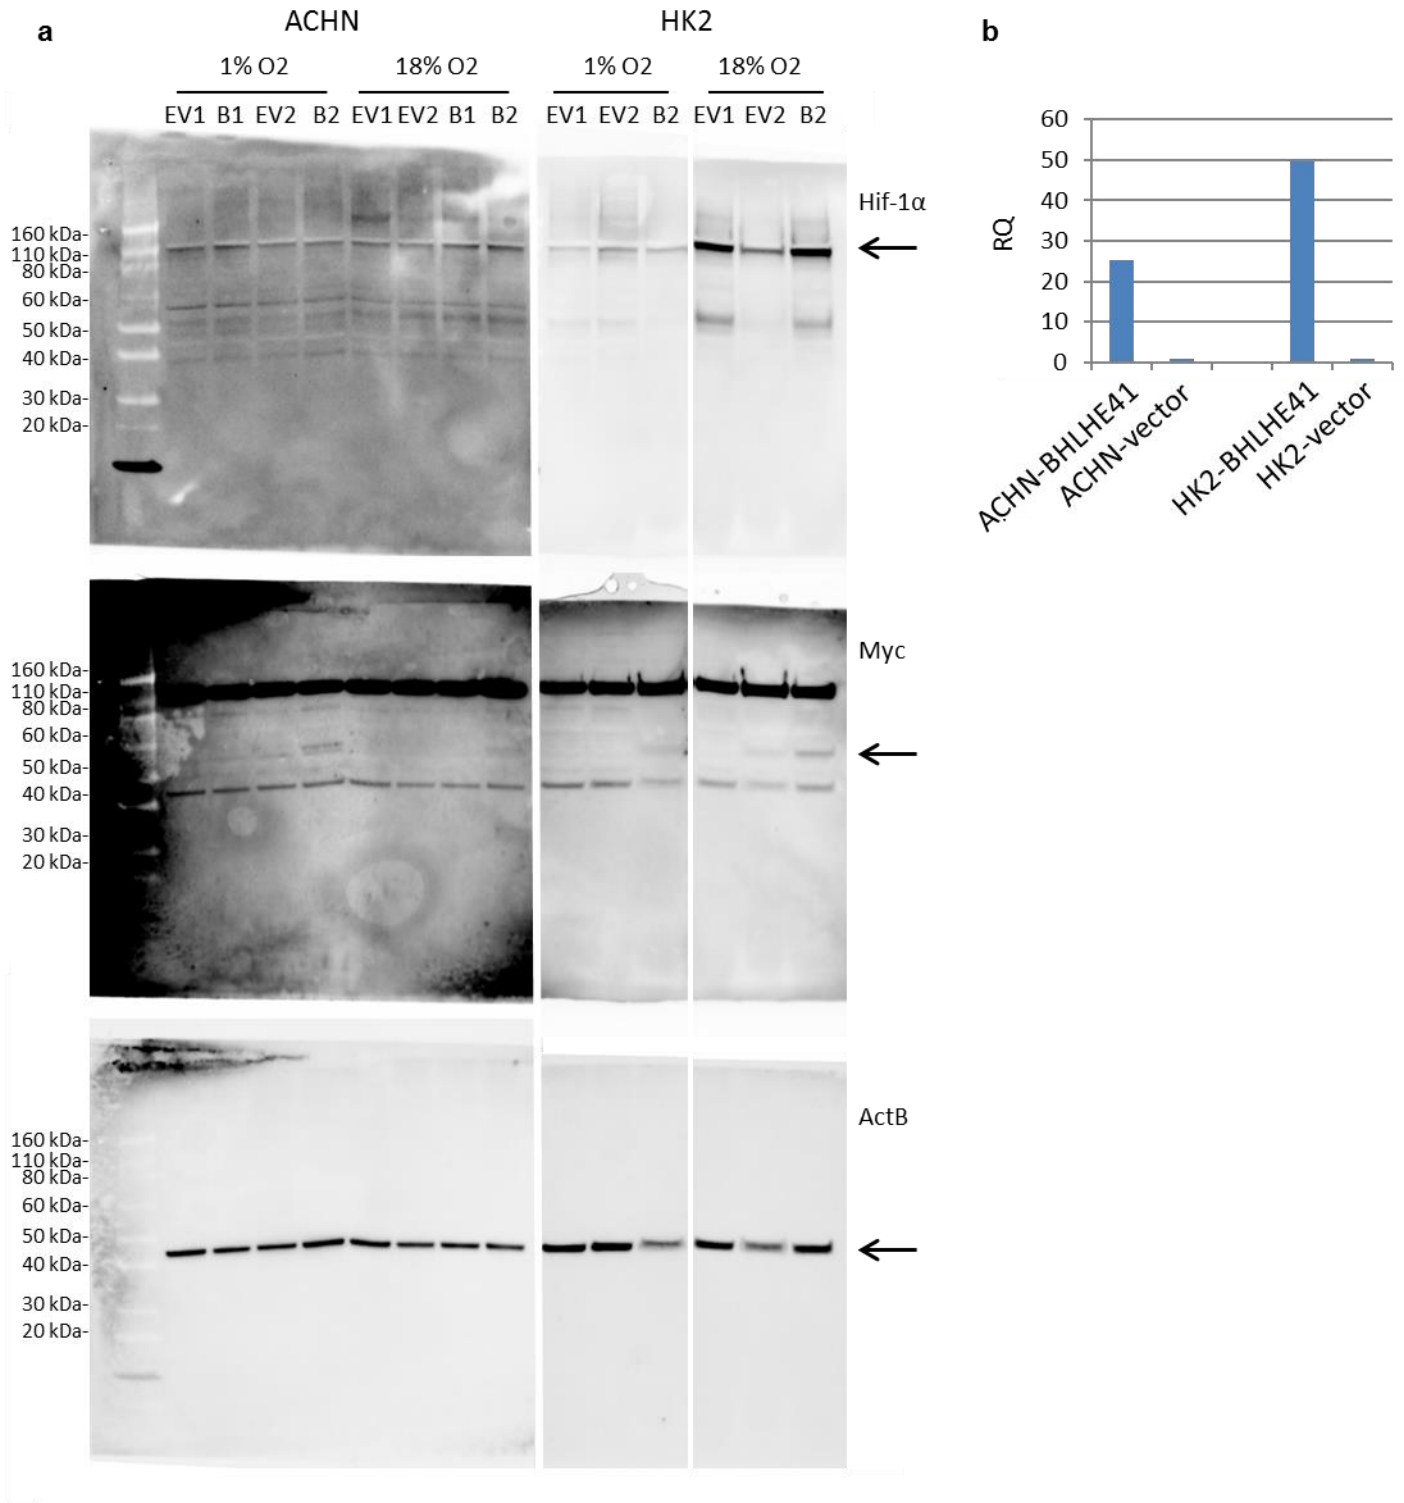 a
ACHN
HK2
1% O2
18% O2
1% O2
18% O2
EV1 B1 EV2 B2 EV1 EV2 B1 B2 EV1 EV2 B2 EV1 EV2 B2
Hif-1α
160 kDa-
110 kDa-
80 kDa-
60 kDa-
50 kDa-
40 kDa-
30 kDa-
20 kDa-
Myc
160 kDa-
110 kDa-
80 kDa-
60 kDa-
50 kDa-
40 kDa-
30 kDa-
20 kDa-
ActB
160 kDa-
110 kDa-
80 kDa-
60 kDa-
50 kDa-
40 kDa-
30 kDa-
20 kDa-
b
RQ
60
50
40
30
20
10
0
ACHN-BHLHE41
ACHN-vector
HK2-BHLHE41
HK2-vector